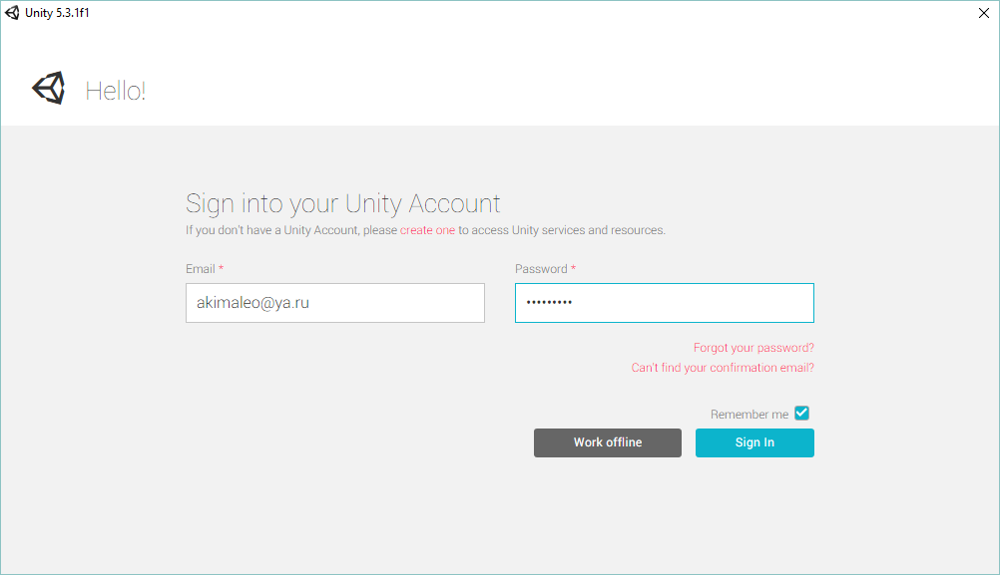 Unity 5.3.1f1
Hello!
Sign into your Unity Account
If you don't have a Unity Account, please create one to access Unity services and resources.
Email *
Password *
akimaleo@ya.ru
•••••••••
Forgot your password?
Can't find your confirmation email?
Remember me
Work offline
Sign In